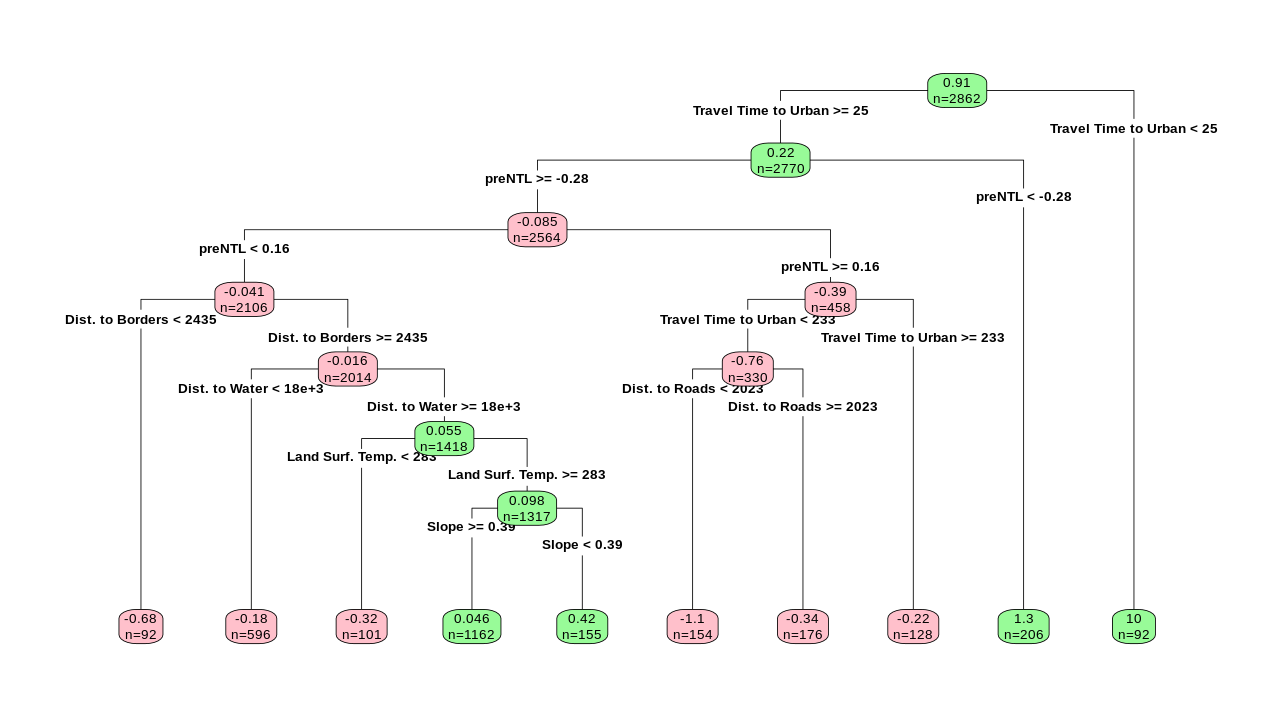 0.91
n=2862
Travel Time to Urban >= 25
Travel Time to Urban < 25
0.22
n=2770
preNTL >= -0.28
preNTL < -0.28
-0.085
n=2564
preNTL < 0.16
preNTL >= 0.16
-0.041
n=2106
-0.39
n=458
Dist. to Borders < 2435
Dist. to Borders >= 2435
Travel Time to Urban < 233
Travel Time to Urban >= 233
-0.016
n=2014
-0.76
n=330
Dist. to Water < 18e+3
Dist. to Water >= 18e+3
Dist. to Roads < 2023
Dist. to Roads >= 2023
0.055
n=1418
Land Surf. Temp. < 283
Land Surf. Temp. >= 283
0.098
n=1317
Slope >= 0.39
Slope < 0.39
-0.68
n=92
-0.18
n=596
-0.32
n=101
0.046
n=1162
0.42
n=155
-1.1
n=154
-0.34
n=176
-0.22
n=128
1.3
n=206
10
n=92